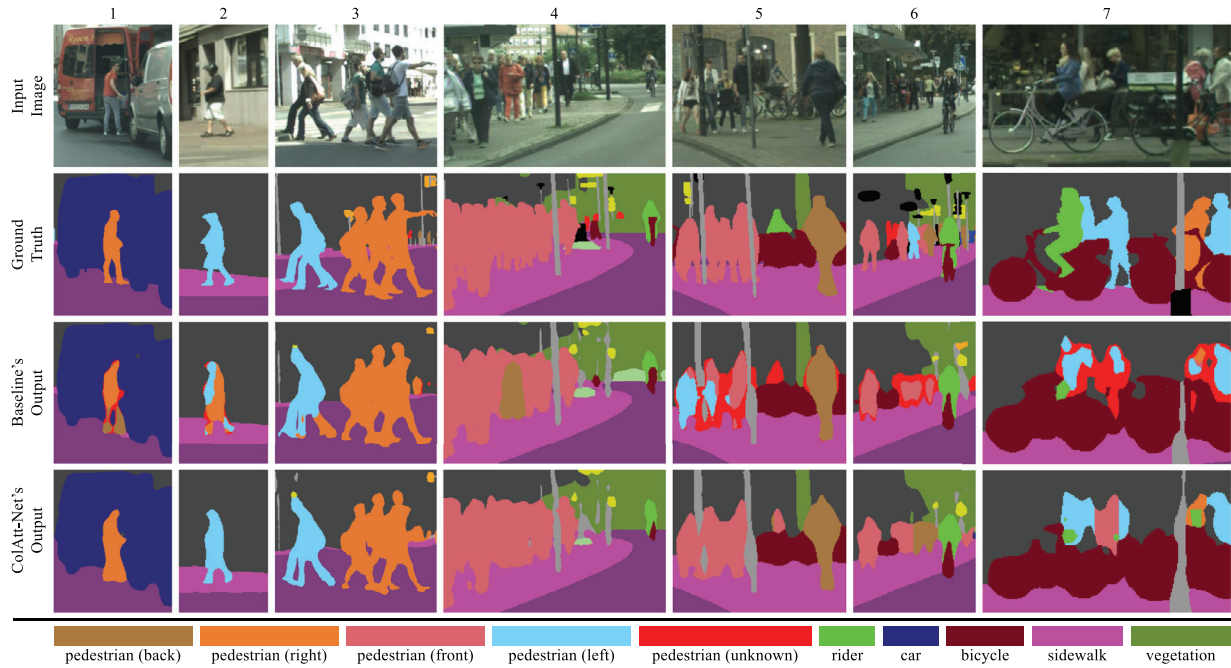 1 2 3 4 5 6 7
Input
Image
Ground
Truth
Baseline's
Output
ColAtt-Net's
Output
pedestrian (back) pedestrian (right) pedestrian (front) pedestrian (left) pedestrian (unknown) rider car bicycle sidewalk vegetation